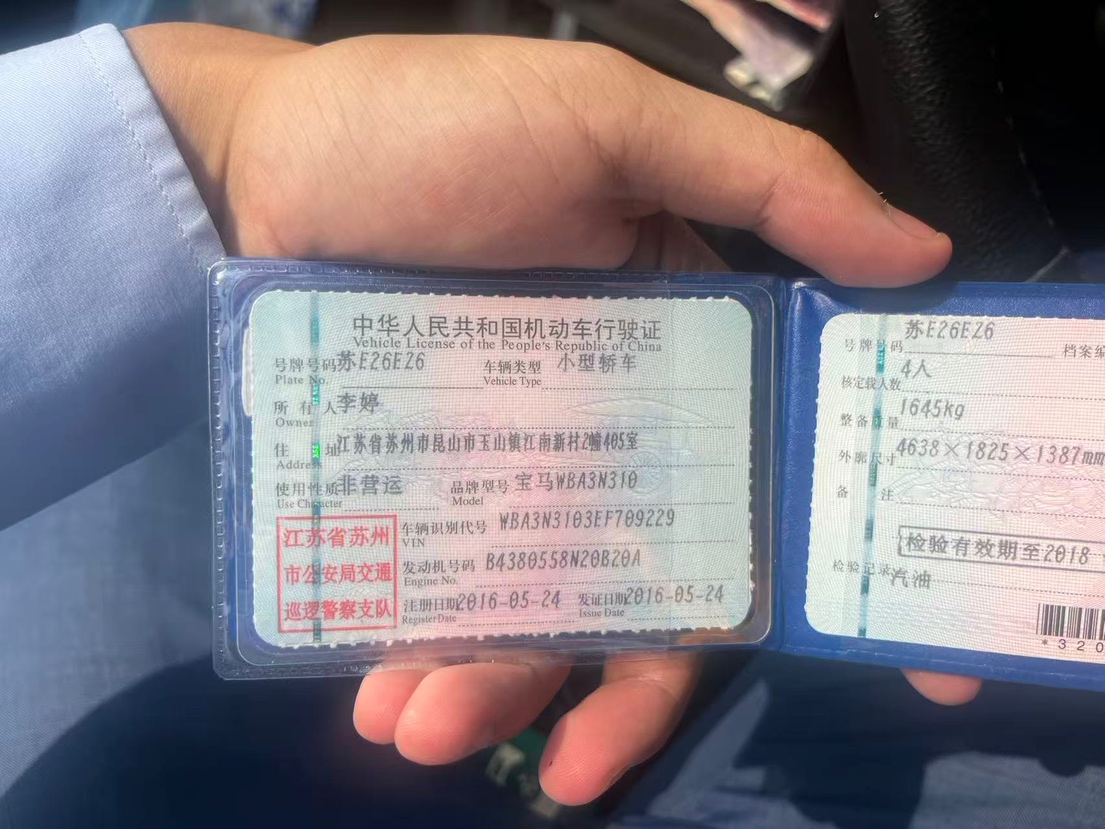 中华人民共和国机动车行驶证
Vehicle License of the People's Republic of China
号牌号码 苏E26E26 车辆类型 小型轿车
Plate No. Vehicle Type
所有人 李婷
Owner
住址 江苏省苏州市昆山市玉山镇江南新村2幢405室
Address
使用性质 非营运 品牌型号 宝马WBA3N310
Use Character Model
江苏省苏州
市公安局交通
巡逻警察支队
车辆识别代号 WBA3N3103EF709229
VIN
发动机号码 B4380558N20B20A
Engine No.
注册日期 2016-05-24 发证日期 2016-05-24
Register Date Issue Date
号牌号码 苏E26E26 档案编
核定载人数 4人
整备质量 1645kg
外廓尺寸 4638×1825×1387mm
备注
检验有效期至2018
检验记录 汽油
*320